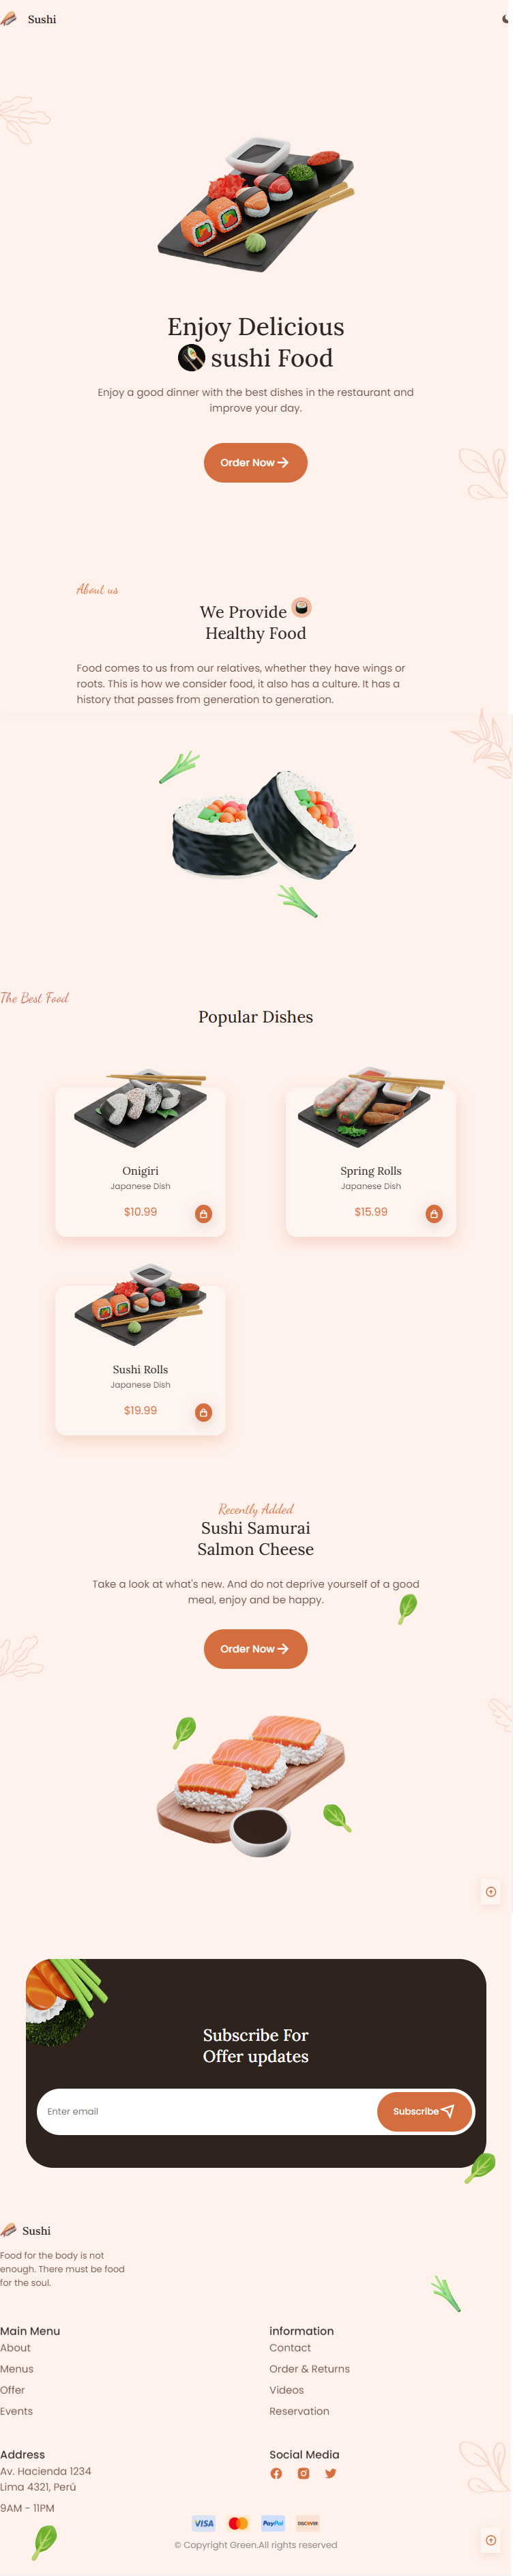 Sushi
Enjoy Delicious
sushi Food
Enjoy a good dinner with the best dishes in the restaurant and
improve your day.
Order Now
About us
We Provide
Healthy Food
Food comes to us from our relatives, whether they have wings or
roots. This is how we consider food, it also has a culture. It has a
history that passes from generation to generation.
The Best Food
Popular Dishes
Onigiri
Japanese Dish
$10.99
Spring Rolls
Japanese Dish
$15.99
Sushi Rolls
Japanese Dish
$19.99
Recently Added
Sushi Samurai
Salmon Cheese
Take a look at what's new. And do not deprive yourself of a good
meal, enjoy and be happy.
Order Now
Subscribe For
Offer updates
Enter email
Subscribe
Sushi
Food for the body is not
enough. There must be food
for the soul.
Main Menu
About
Menus
Offer
Events
information
Contact
Order & Returns
Videos
Reservation
Address
Av. Hacienda 1234
Lima 4321, Perú
9AM - 11PM
Social Media
VISA
PayPal
DISCOVER
© Copyright Green.All rights reserved